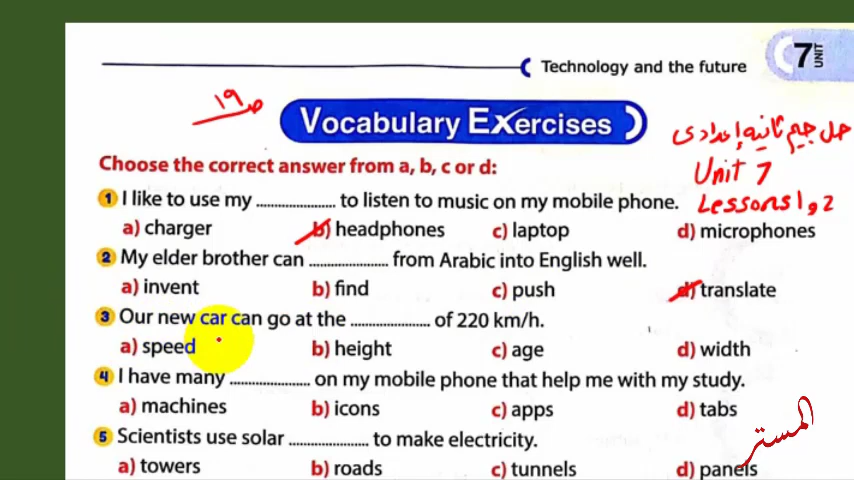 7 UNIT
Technology and the future
ص ١٩
Vocabulary Exercises
حل جيم تانيه إعدادى
Unit 7
Lessons 1 و 2
Choose the correct answer from a, b, c or d:
1 I like to use my ...................... to listen to music on my mobile phone.
a) charger b) headphones c) laptop d) microphones
2 My elder brother can ...................... from Arabic into English well.
a) invent b) find c) push d) translate
3 Our new car can go at the ...................... of 220 km/h.
a) speed b) height c) age d) width
4 I have many ...................... on my mobile phone that help me with my study.
a) machines b) icons c) apps d) tabs
5 Scientists use solar ...................... to make electricity.
a) towers b) roads c) tunnels d) panels
المستر